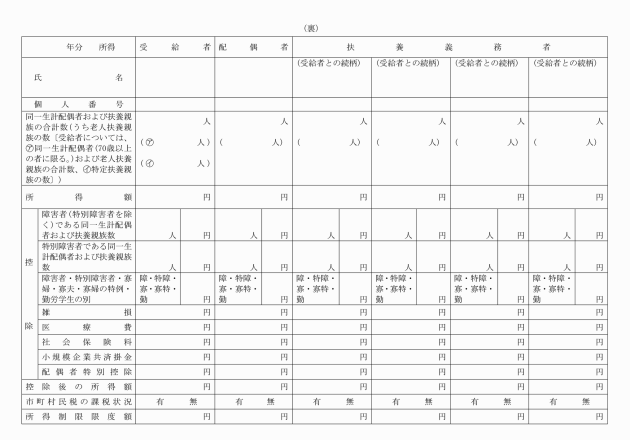 （裏）
年分　所得　受給者　配偶者　扶養義務者
氏名　（受給者との続柄）　（受給者との続柄）　（受給者との続柄）　（受給者との続柄）
個人番号
同一生計配偶者および扶養親
族の合計数（うち老人扶養親
族の数〔受給者については、
㋐同一生計配偶者（70歳以上
の者に限る。）および老人扶養
親族の合計数、㋑特定扶養親
族の数〕）
人　人　人　人　人　人
（㋐　人）　（　人）　（　人）　（　人）　（　人）　（　人）
（㋑　人）
所得額　円　円　円　円　円　円
控除
障害者（特別障害者を除
く）である同一生計配偶
者および扶養親族数
人　円　人　円　人　円　人　円　人　円　人　円
特別障害者である同一生
計配偶者および扶養親族
数
人　円　人　円　人　円　人　円　人　円　人　円
障害者・特別障害者・寡
婦・寡夫・寡婦の特例・
勤労学生の別
障・特障・　障・特障・　障・特障・　障・特障・　障・特障・　障・特障・
寡・寡特・　寡・寡特・　寡・寡特・　寡・寡特・　寡・寡特・　寡・寡特・
勤　円　勤　円　勤　円　勤　円　勤　円　勤　円
雑損　円　円　円　円　円　円
医療費　円　円　円　円　円　円
社会保険料　円　円　円　円　円　円
小規模企業共済掛金　円　円　円　円　円　円
配偶者特別控除　円　円　円　円　円　円
控除後の所得額　円　円　円　円　円　円
市町村民税の課税状況　有　無　有　無　有　無　有　無　有　無　有　無
所得制限限度額　円　円　円　円　円　円